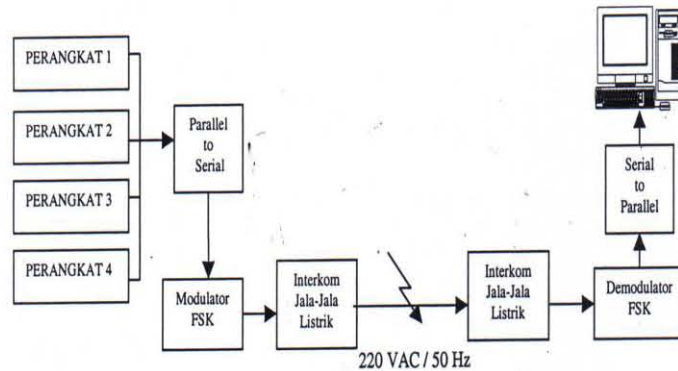 PERANGKAT 1
PERANGKAT 2
PERANGKAT 3
PERANGKAT 4
Parallel
to
Serial
Modulator
FSK
Interkom
Jala-Jala
Listrik
220 VAC / 50 Hz
Interkom
Jala-Jala
Listrik
Demodulator
FSK
Serial
to
Parallel